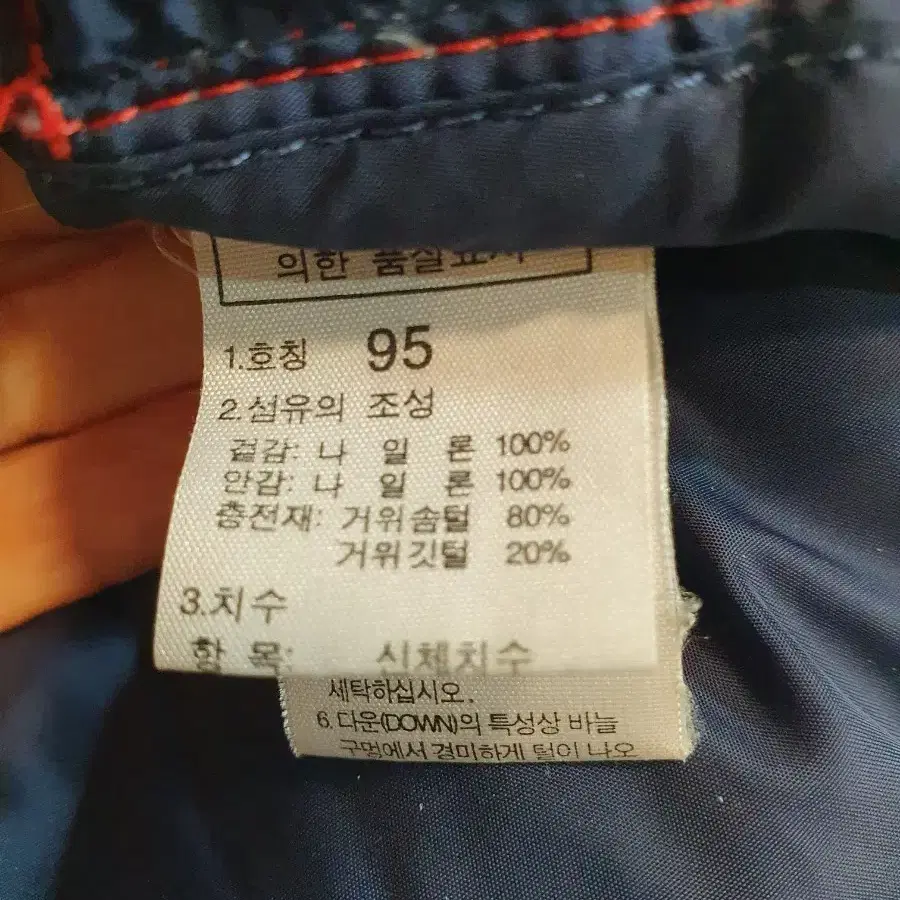 의한 품질표시
1.호칭 95
2.섬유의 조성
겉감: 나 일 론 100%
안감: 나 일 론 100%
충전재: 거위솜털 80%
거위깃털 20%
3.치수
항 목: 신체치수
세탁하십시오.
6.다운(DOWN)의 특성상 바늘
구멍에서 경미하게 털이 나오